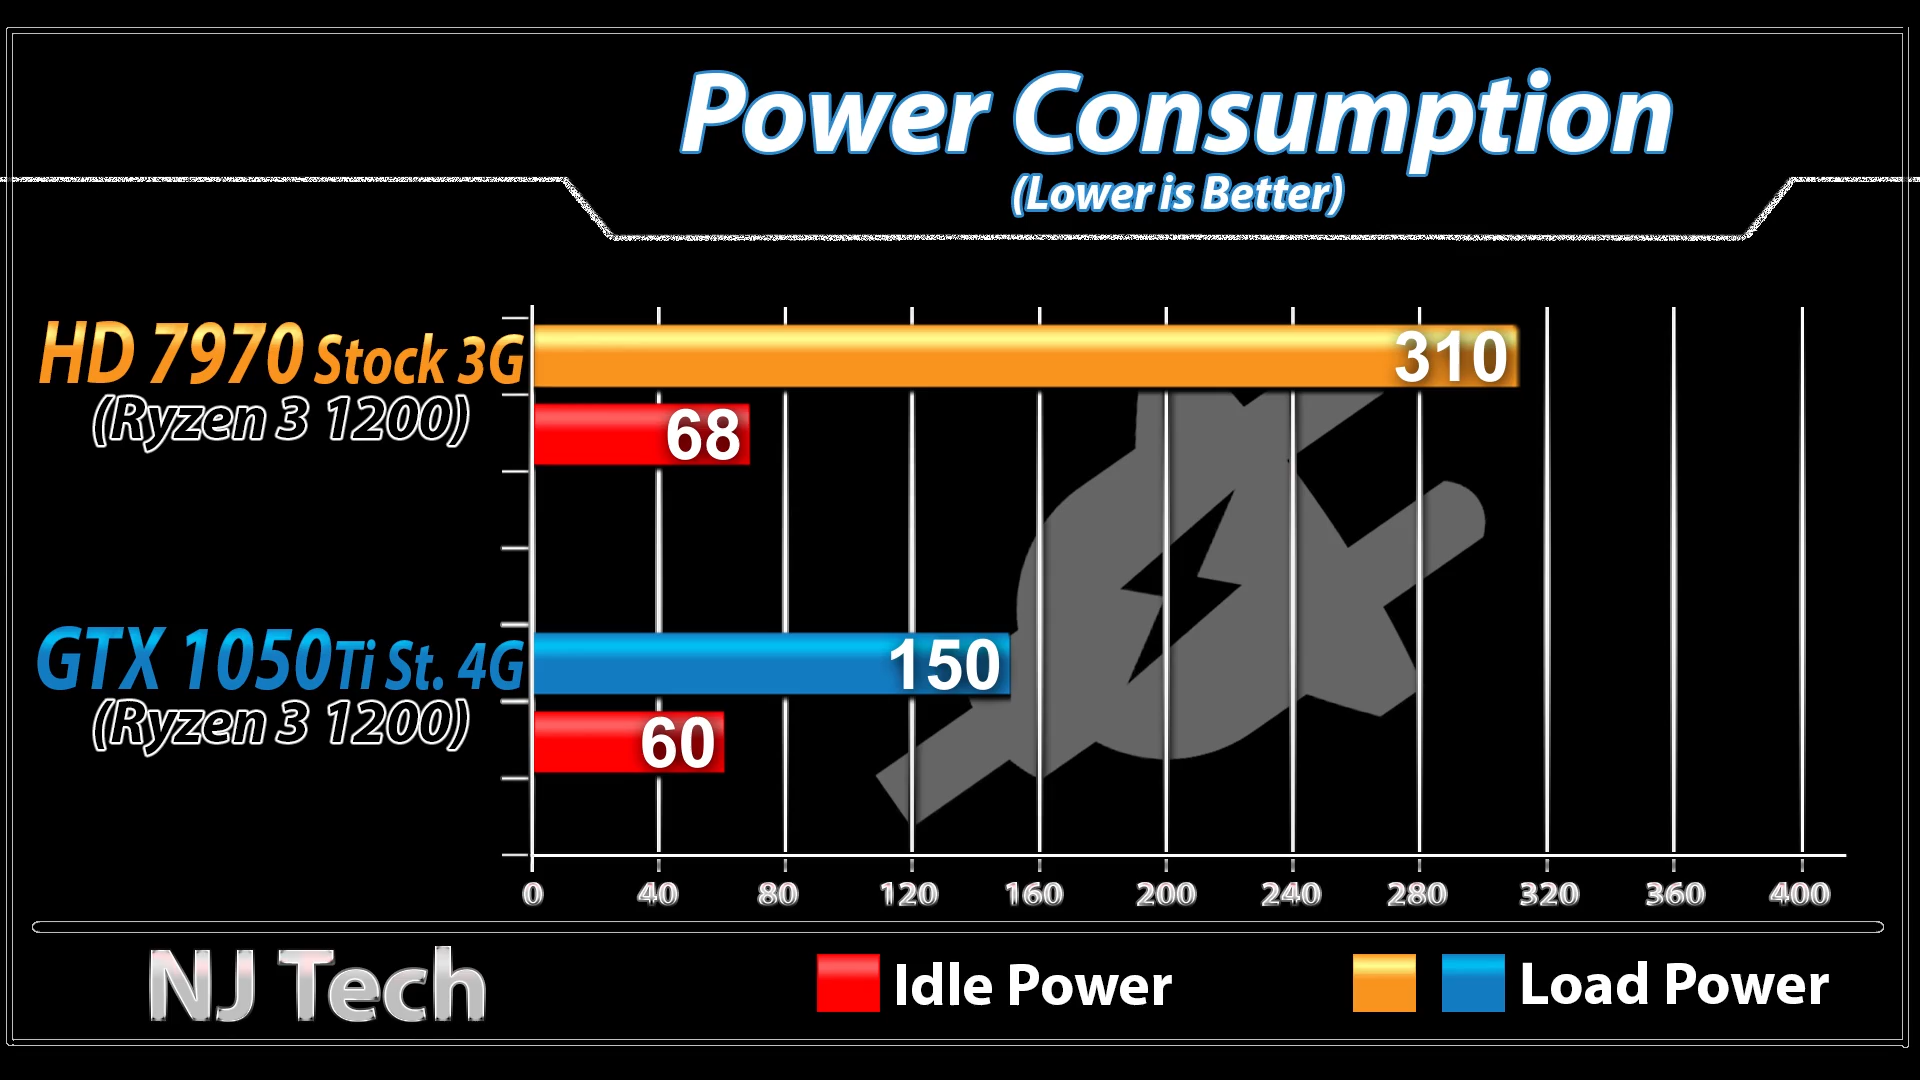 Power Consumption
(Lower is Better)
HD 7970 Stock 3G
(Ryzen 3 1200)
310
68
GTX 1050Ti St. 4G
(Ryzen 3 1200)
150
60
0 40 80 120 160 200 240 280 320 360 400
NJ Tech
Idle Power
Load Power